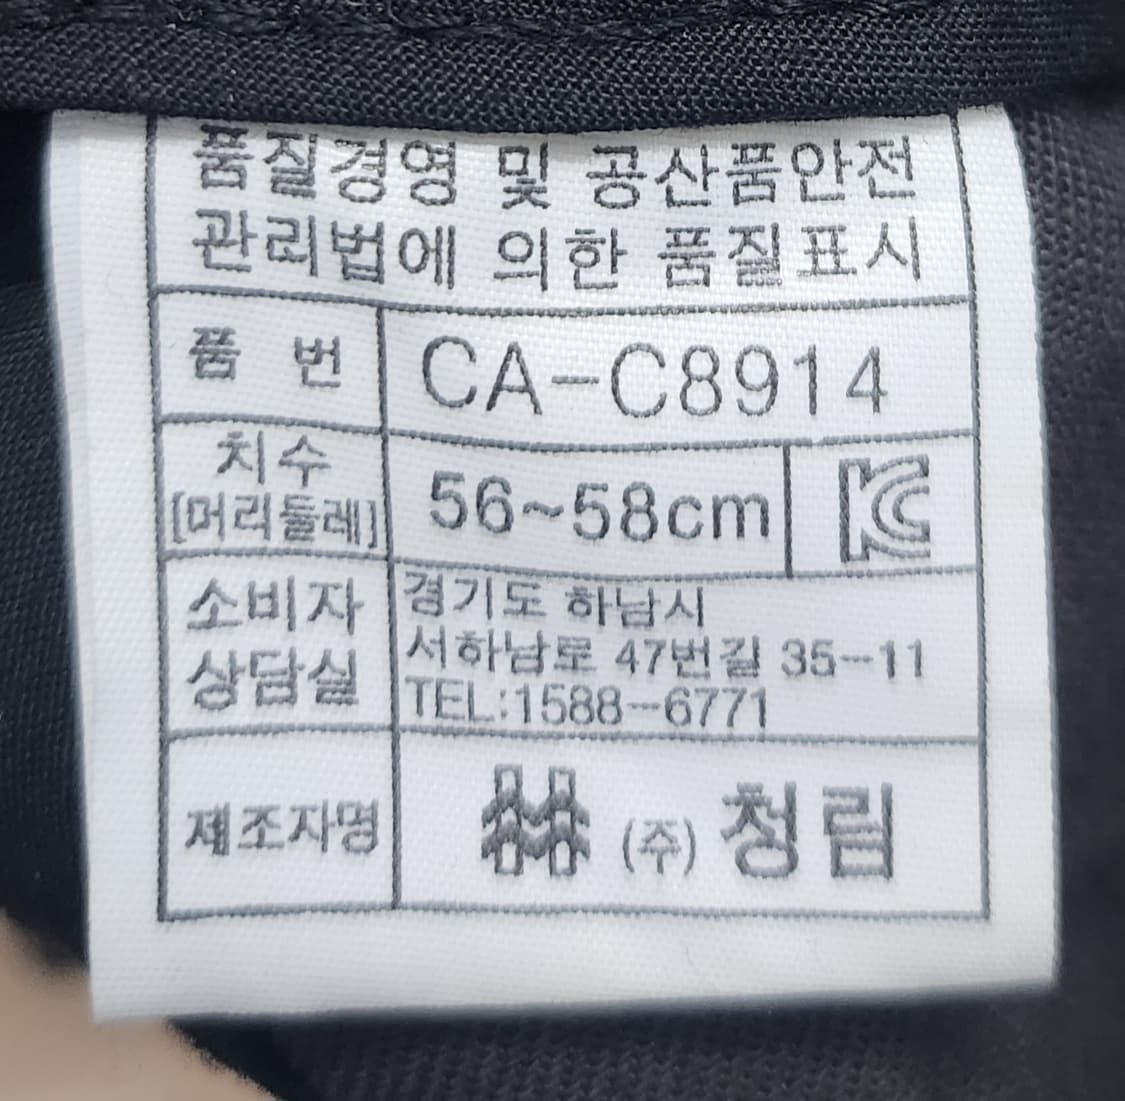 품질경영 및 공산품안전
관리법에 의한 품질표시
품 번 CA-C8914
치수
[머리둘레] 56~58cm KC
소비자
상담실
경기도 하남시
서하남로 47번길 35-11
TEL:1588-6771
제조자명 (주) 청림